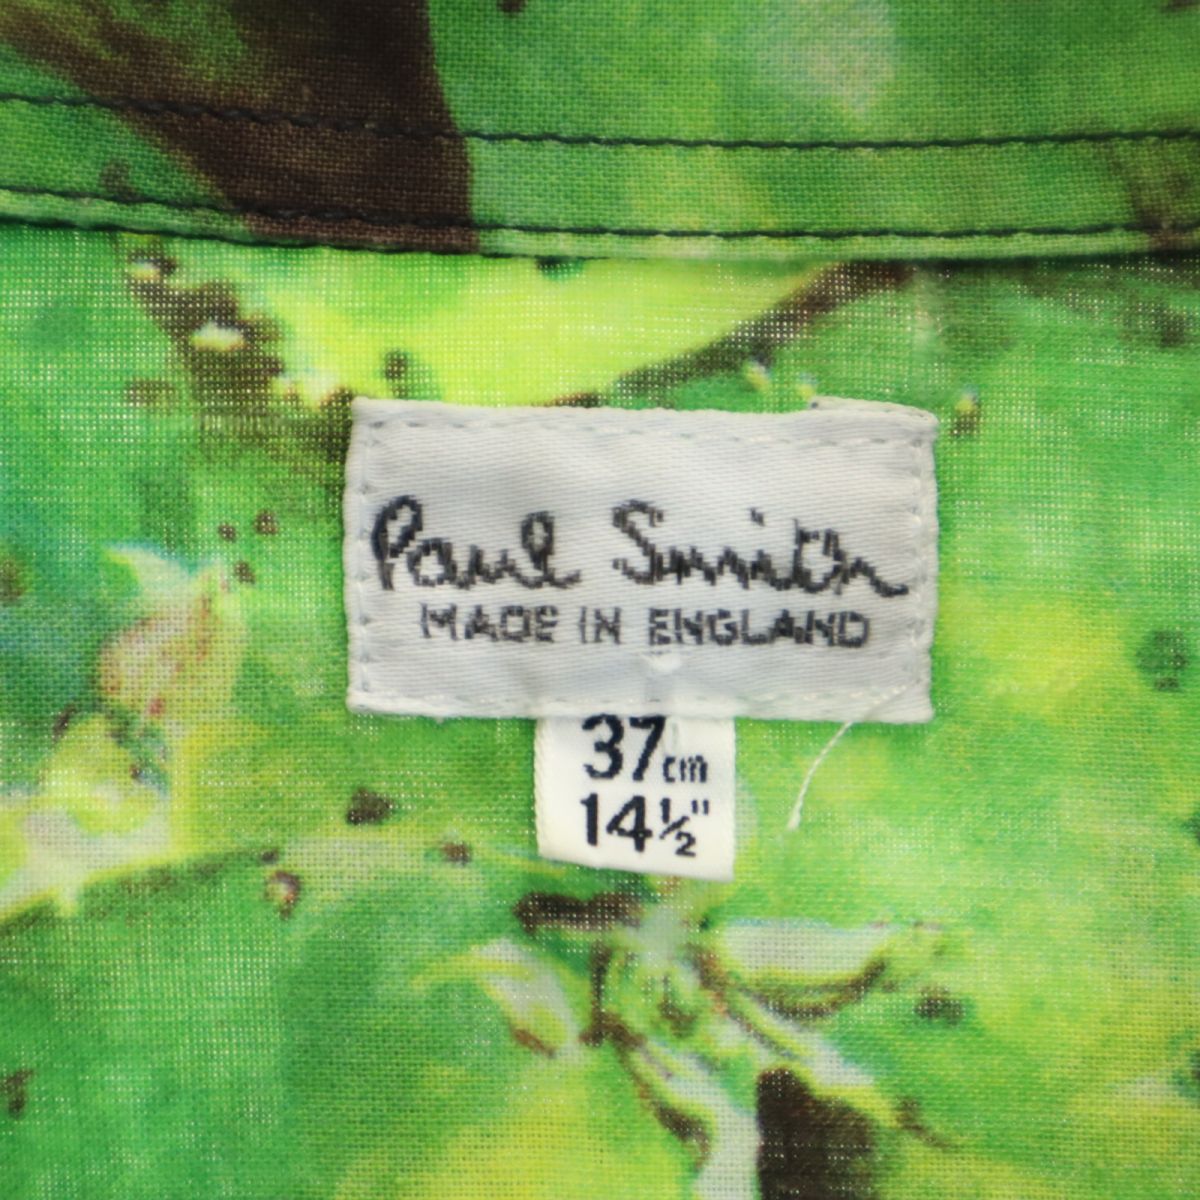 Paul Smith
MADE IN ENGLAND
37cm
14½"